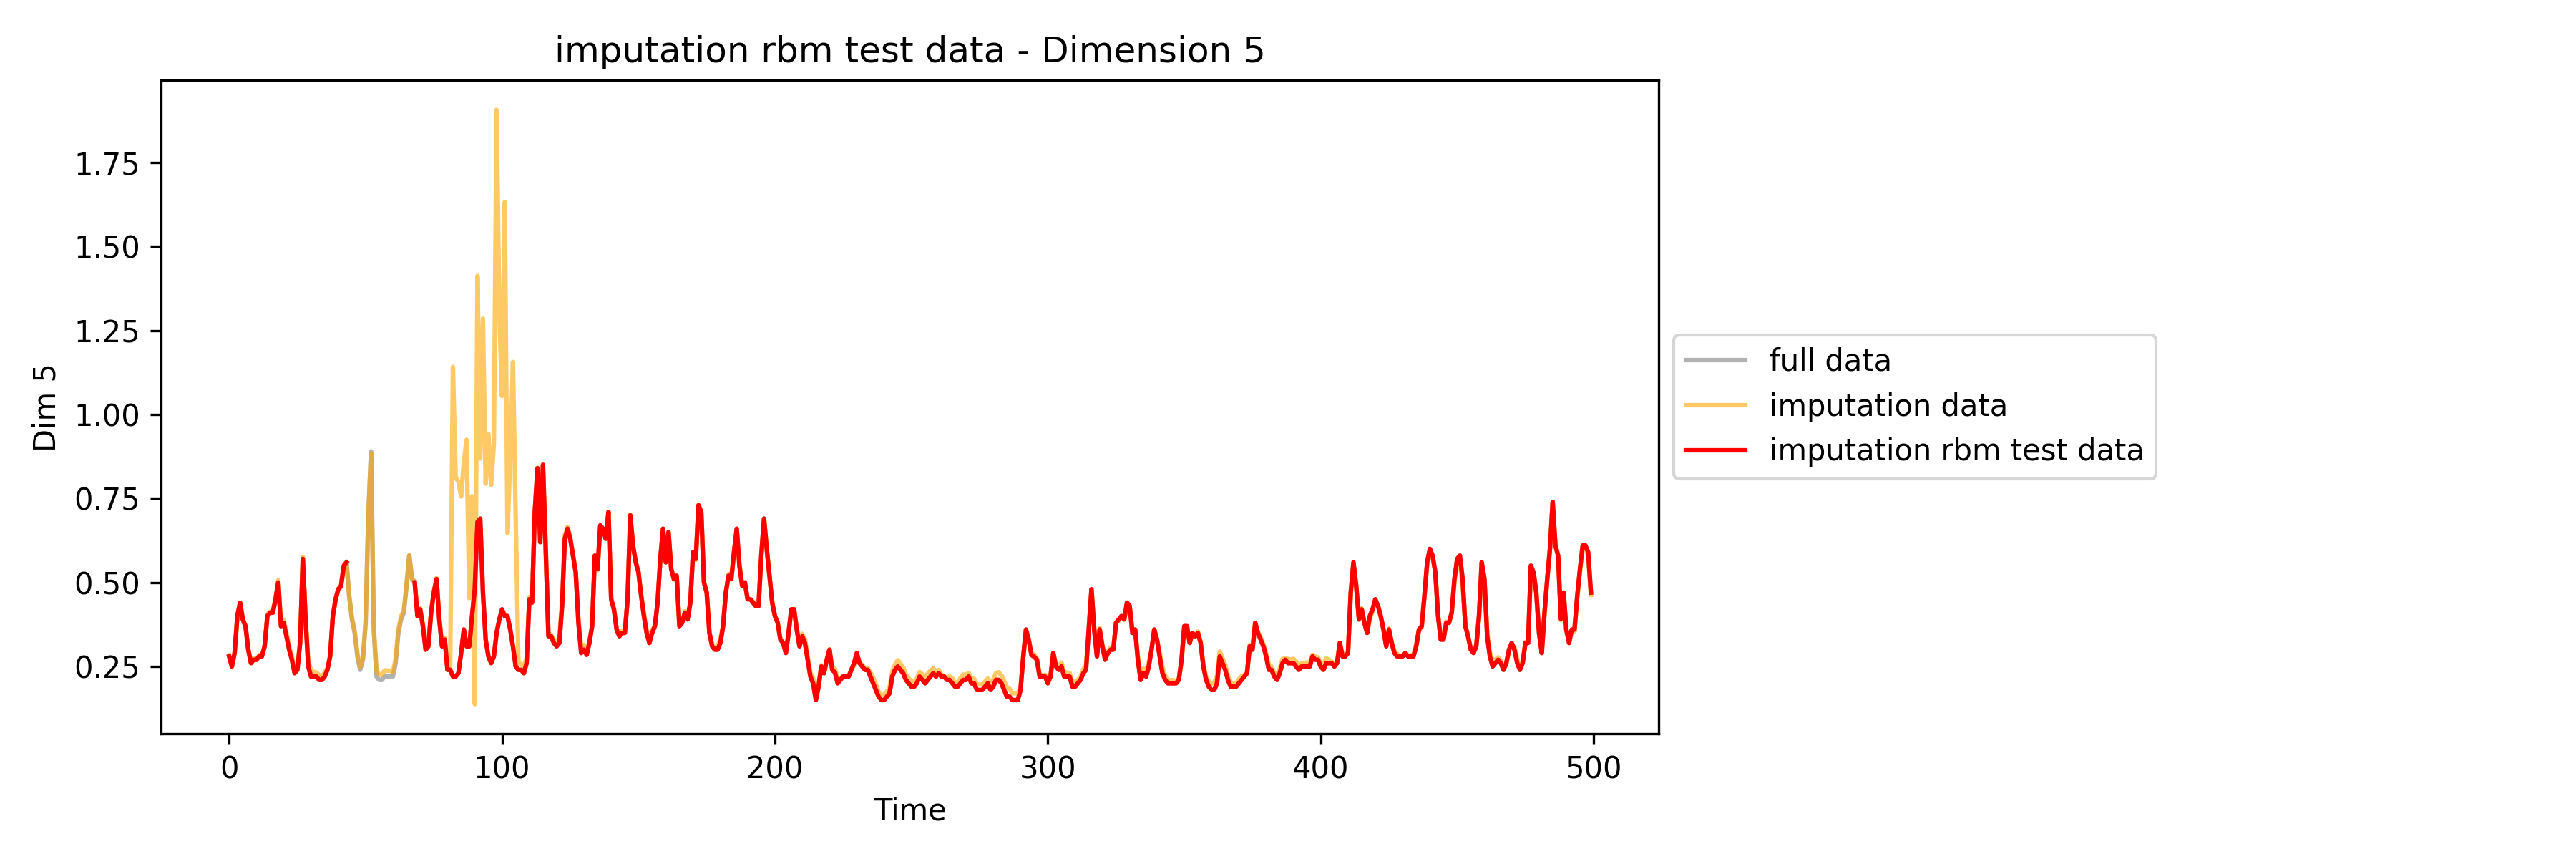 imputation rbm test data - Dimension 5
1.75
1.50
1.25
1.00
0.75
0.50
0.25
Dim 5
0 100 200 300 400 500
Time
full data
imputation data
imputation rbm test data